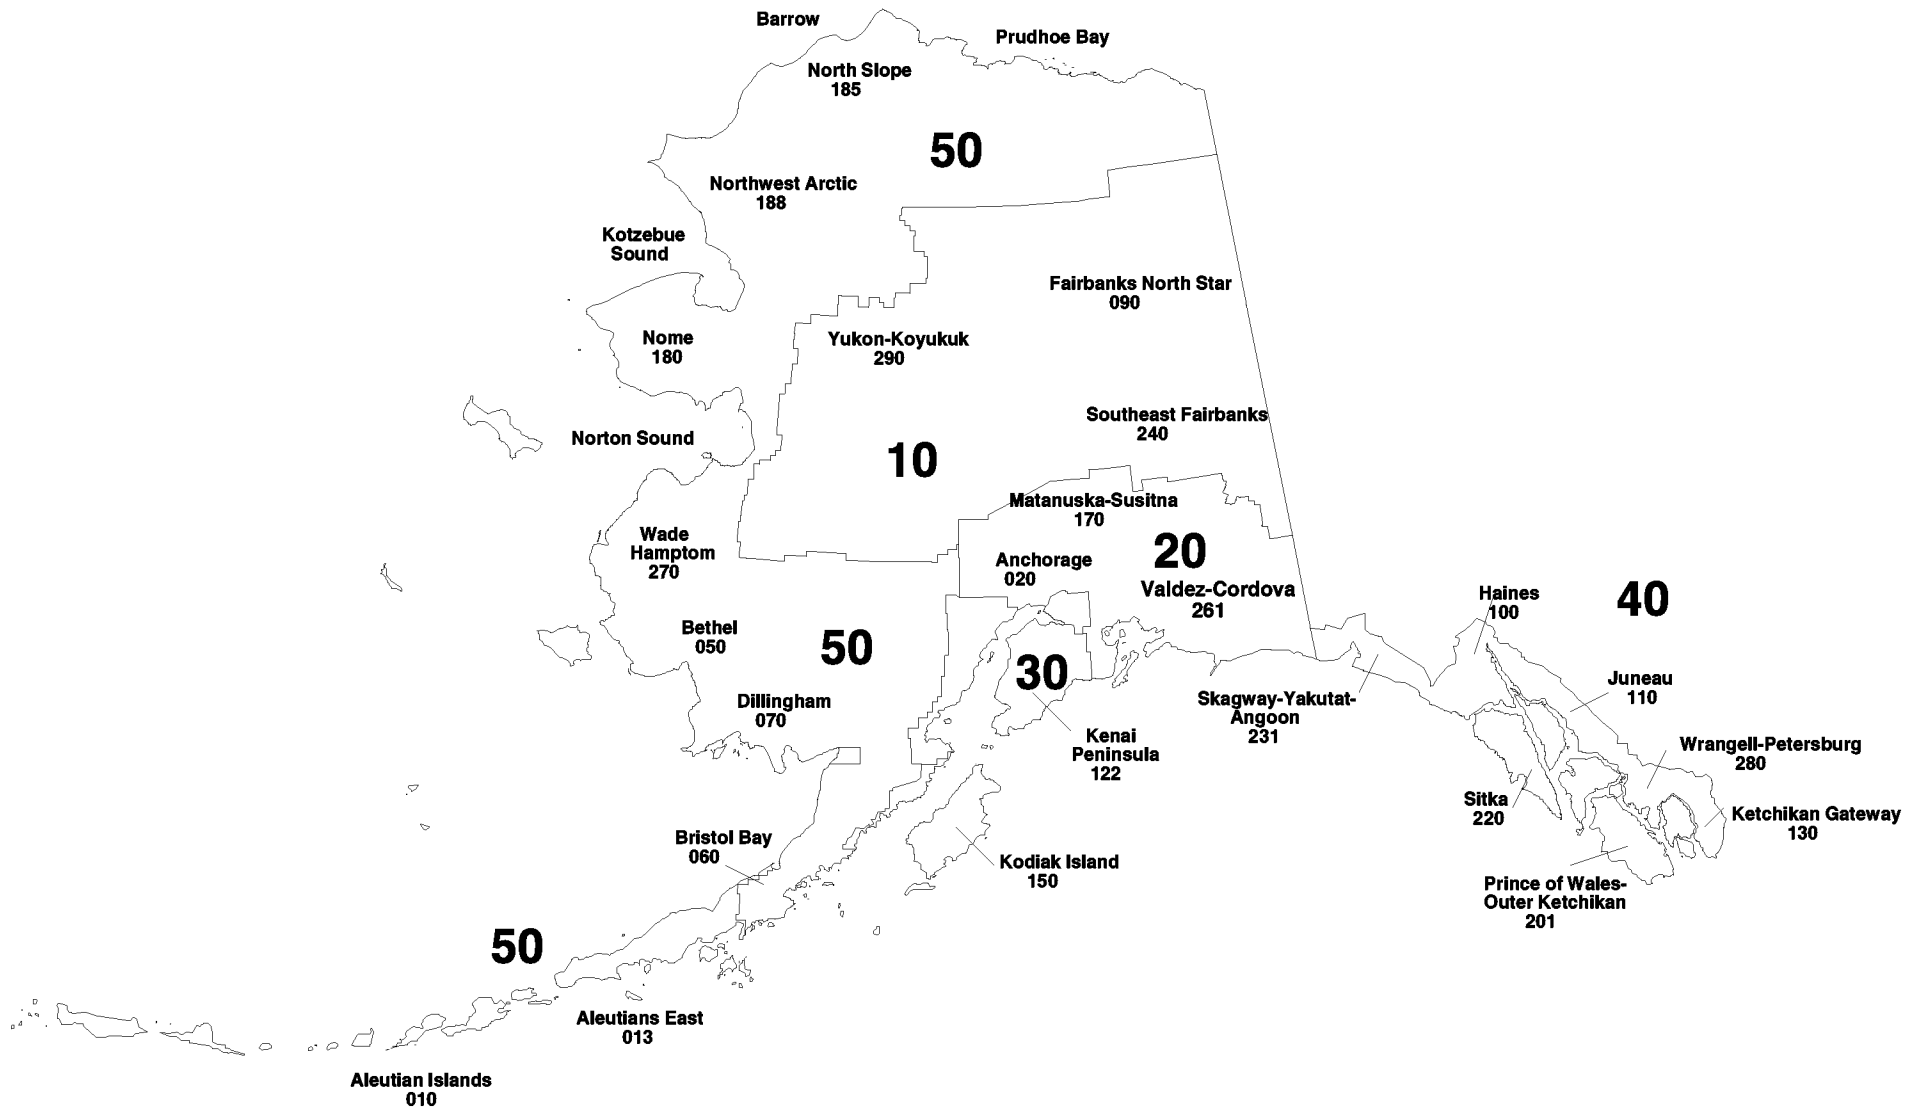 Barrow
Prudhoe Bay
North Slope
185
50
Northwest Arctic
188
Kotzebue
Sound
Fairbanks North Star
090
Nome
180
Yukon-Koyukuk
290
Southeast Fairbanks
240
Norton Sound
10
Matanuska-Susitna
170
Wade
Hamptom
270
20
Anchorage
020
Valdez-Cordova
261
Haines
100
40
Bethel
050
50
30
Juneau
110
Dillingham
070
Skagway-Yakutat-
Angoon
231
Kenai
Peninsula
122
Wrangell-Petersburg
280
Sitka
220
Ketchikan Gateway
130
Bristol Bay
060
Kodiak Island
150
Prince of Wales-
Outer Ketchikan
201
50
Aleutians East
013
Aleutian Islands
010